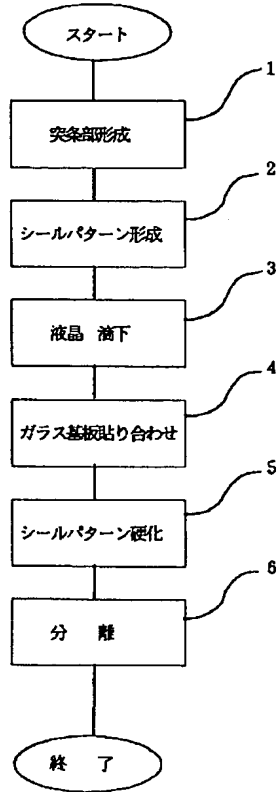 スタート
1
突条部形成
2
シールパターン形成
3
液晶 滴下
4
ガラス基板貼り合わせ
5
シールパターン硬化
6
分 離
終 了